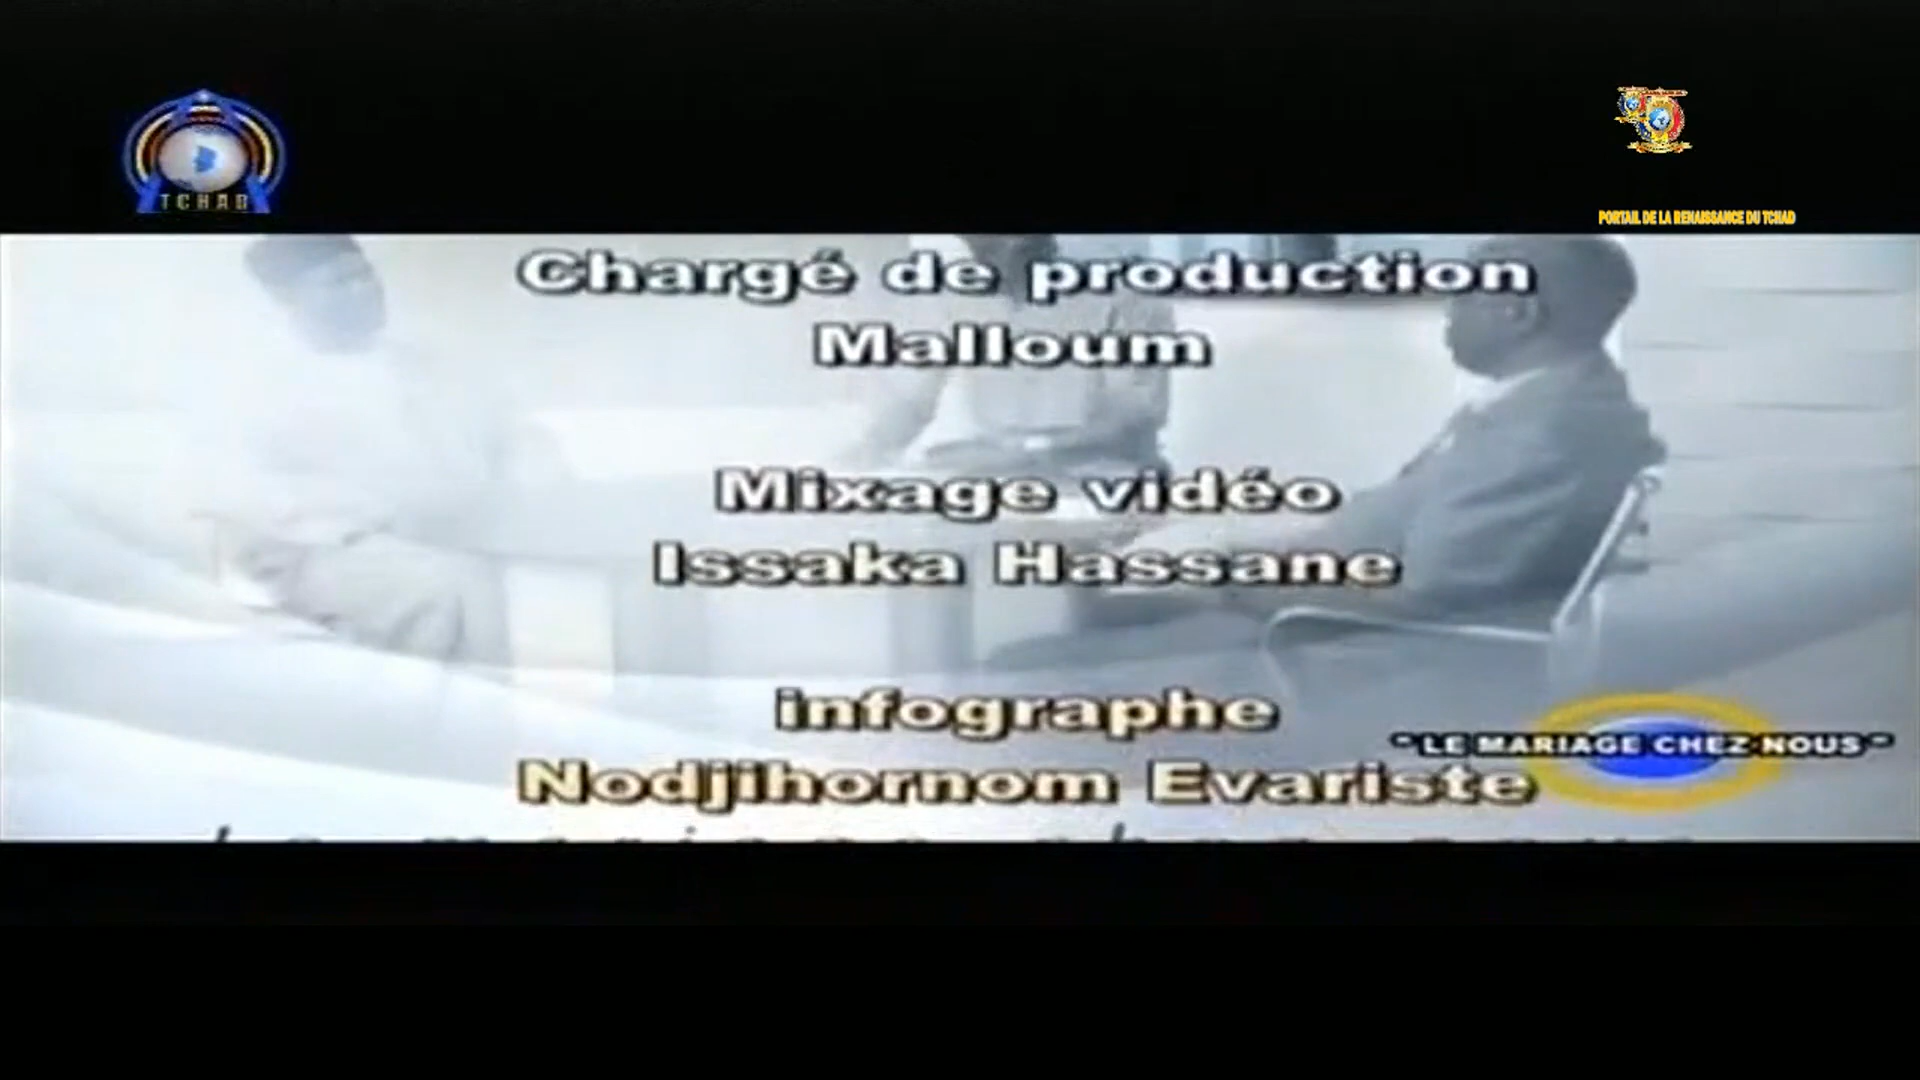 TCHAD
PORTAIL DE LA RENAISSANCE DU TCHAD
Chargé de production
Malloum
Mixage vidéo
Issaka Hassane
infographe
Nodjihornom Evariste
"LE MARIAGE CHEZ NOUS"